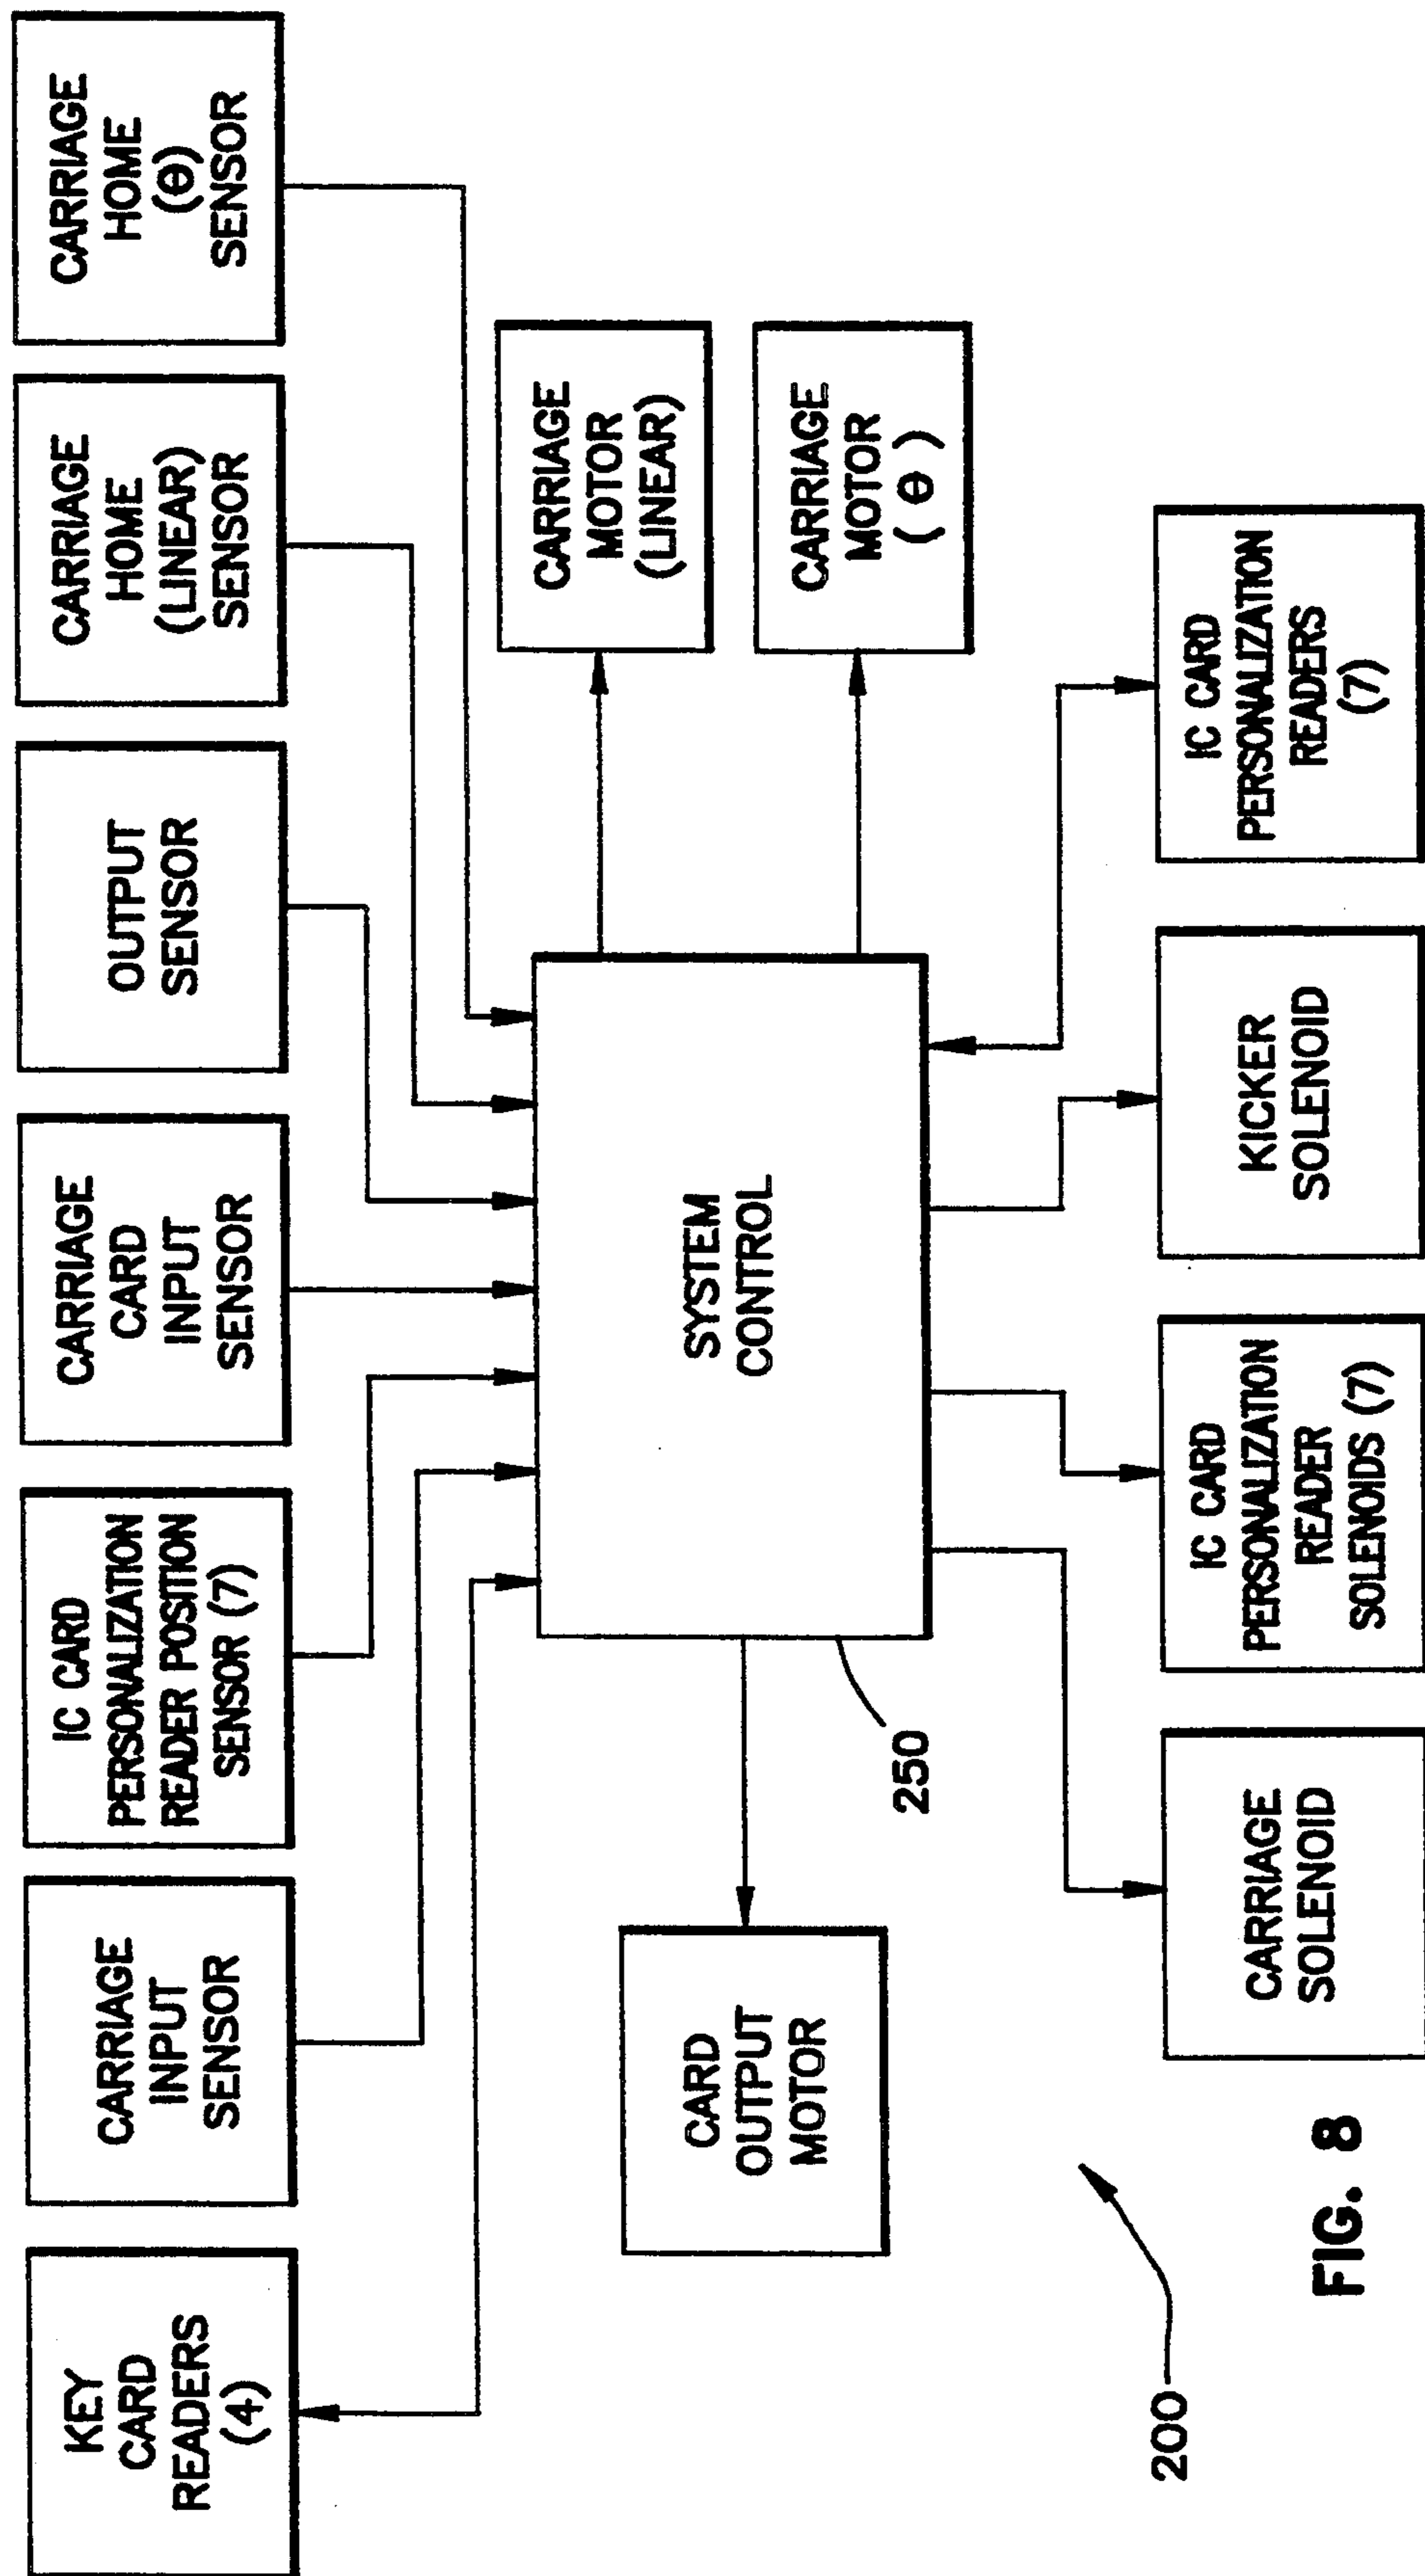 KEY
CARD
READERS
(4)
CARRIAGE
INPUT
SENSOR
IC CARD
PERSONALIZATION
READER POSITION
SENSOR (7)
CARRIAGE
CARD
INPUT
SENSOR
OUTPUT
SENSOR
CARRIAGE
HOME
(LINEAR)
SENSOR
CARRIAGE
HOME
(Θ)
SENSOR
CARD
OUTPUT
MOTOR
SYSTEM
CONTROL
250
CARRIAGE
MOTOR
(LINEAR)
CARRIAGE
MOTOR
( Θ )
200
CARRIAGE
SOLENOID
IC CARD
PERSONALIZATION
READER
SOLENOIDS (7)
KICKER
SOLENOID
IC CARD
PERSONALIZATION
READERS
(7)
FIG. 8